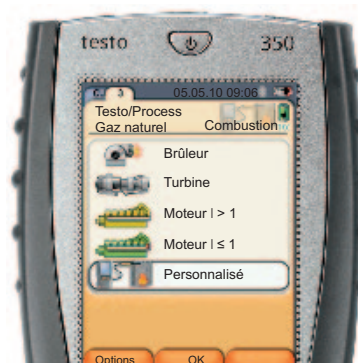 testo 350
3 05.05.10 09:06
Testo/Process
Gaz naturel Combustion
Brûleur
Turbine
Moteur l > 1
Moteur l ≤ 1
Personnalisé
Options OK